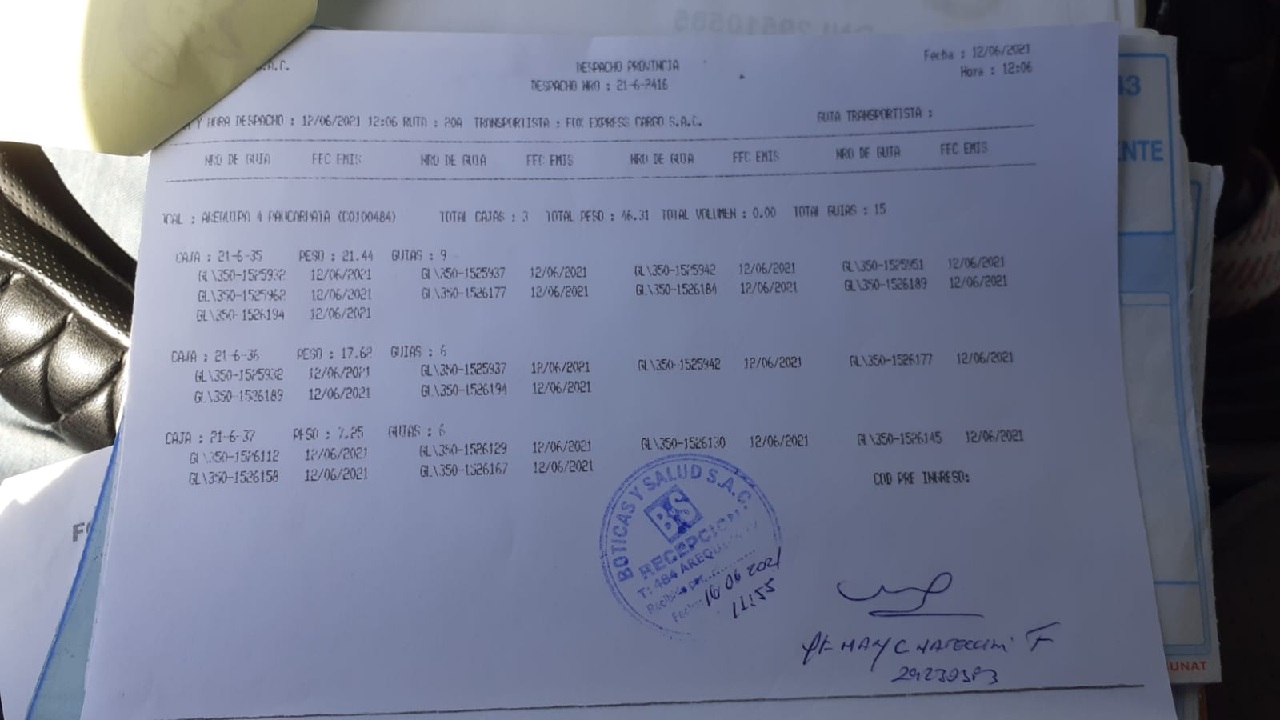 DESPACHO PROVINCIA
Fecha : 12/06/2021
DESPACHO NRO : 21-6-2416
Hora : 12:06
Y HORA DESPACHO : 12/06/2021 12:06 RUTA : 20A TRANSPORTISTA : FOX EXPRESS CARGO S.A.C. RUTA TRANSPORTISTA :
NRO DE GUIA FEC EMIS NRO DE GUIA FEC EMIS NRO DE GUIA FEC EMIS NRO DE GUIA FEC EMIS
AREQUIPA 4 PAUCARPATA (00100484) TOTAL CAJAS : 3 TOTAL PESO : 46.31 TOTAL VOLUMEN : 0.00 TOTAL GUIAS : 15
CAJA : 21-6-35 PESO : 21.44 GUIAS : 9
GL\350-1525932 12/06/2021 GL\350-1525937 12/06/2021 GL\350-1525942 12/06/2021 GL\350-1525951 12/06/2021
GL\350-1525962 12/06/2021 GL\350-1526177 12/06/2021 GL\350-1526184 12/06/2021 GL\350-1526189 12/06/2021
GL\350-1526194 12/06/2021
CAJA : 21-6-36 PESO : 17.62 GUIAS : 6
GL\350-1525932 12/06/2021 GL\350-1525937 12/06/2021 GL\350-1525942 12/06/2021 GL\350-1526177 12/06/2021
GL\350-1526189 12/06/2021 GL\350-1526194 12/06/2021
CAJA : 21-6-37 PESO : 7.25 GUIAS : 6
GL\350-1526112 12/06/2021 GL\350-1526129 12/06/2021 GL\350-1526130 12/06/2021 GL\350-1526145 12/06/2021
GL\350-1526158 12/06/2021 GL\350-1526167 12/06/2021
COD PRE INGRESO:
BOTICAS Y SALUD S.A.C.
B S
RECEPCION
T: 484 AREQUIPA
Recibido por
Fecha: 16 06 2021
29230583
43
ENTE
UNAT